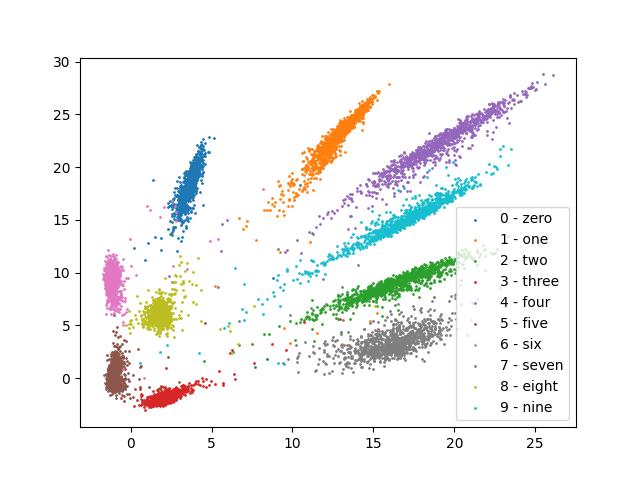 30
25
20
15
10
5
0
0
5
10
15
20
25
0 - zero
1 - one
2 - two
3 - three
4 - four
5 - five
6 - six
7 - seven
8 - eight
9 - nine